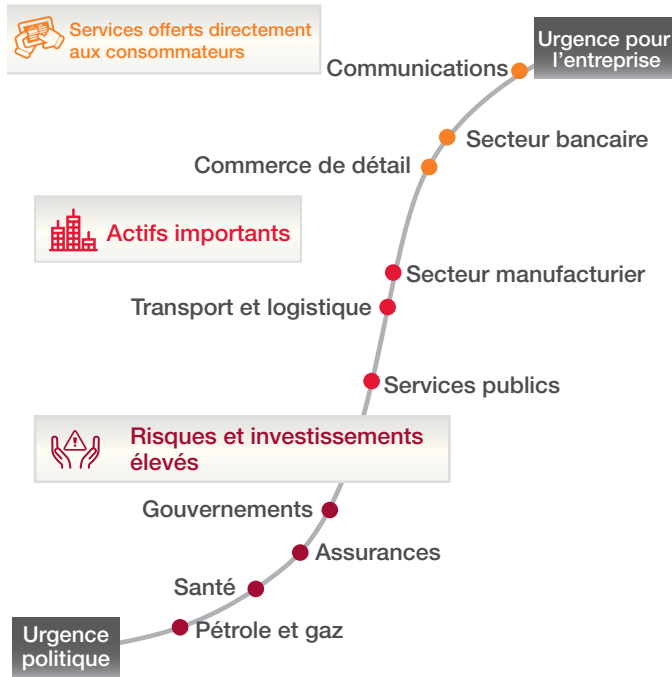 Services offerts directement
aux consommateurs
Urgence pour
l’entreprise
Communications
Secteur bancaire
Commerce de détail
Actifs importants
Secteur manufacturier
Transport et logistique
Services publics
Risques et investissements
élevés
Gouvernements
Assurances
Santé
Pétrole et gaz
Urgence
politique